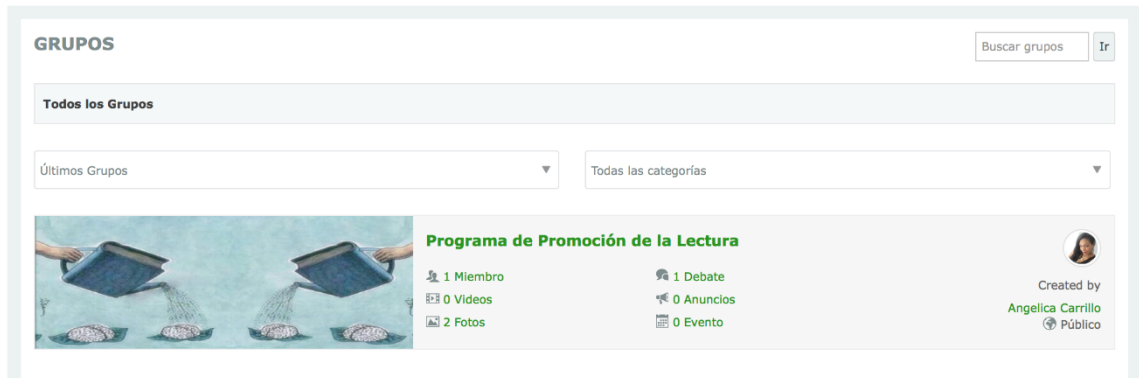 GRUPOS
Buscar grupos Ir
Todos los Grupos
Últimos Grupos
Todas las categorías
Programa de Promoción de la Lectura
1 Miembro
1 Debate
0 Videos
0 Anuncios
2 Fotos
0 Evento
Created by
Angelica Carrillo
Público